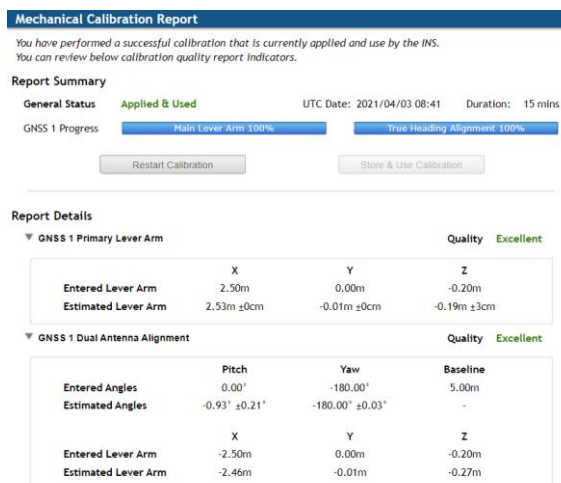 Mechanical Calibration Report
You have performed a successful calibration that is currently applied and use by the INS.
You can review below calibration quality report indicators.
Report Summary
General Status Applied & Used UTC Date: 2021/04/03 08:41 Duration: 15 mins
GNSS 1 Progress Main Lever Arm 100% True Heading Alignment 100%
Restart Calibration Store & Use Calibration
Report Details
GNSS 1 Primary Lever Arm Quality Excellent
X Y Z
Entered Lever Arm 2.50m 0.00m -0.20m
Estimated Lever Arm 2.53m ±0cm -0.01m ±0cm -0.19m ±3cm
GNSS 1 Dual Antenna Alignment Quality Excellent
Pitch Yaw Baseline
Entered Angles 0.00° -180.00° 5.00m
Estimated Angles -0.93° ±0.21° -180.00° ±0.03° -
X Y Z
Entered Lever Arm -2.50m 0.00m -0.20m
Estimated Lever Arm -2.46m -0.01m -0.27m